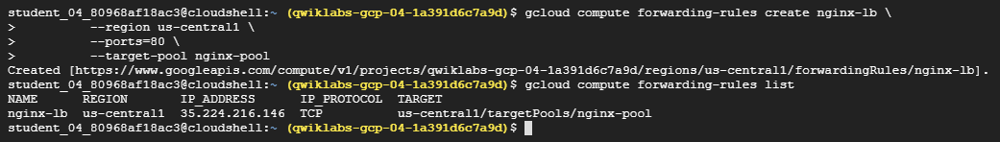 student_04_80968af18ac3@cloudshell:~ (qwiklabs-gcp-04-1a391d6c7a9d)$ gcloud compute forwarding-rules create nginx-lb \
>         --region us-central1 \
>         --ports=80 \
>         --target-pool nginx-pool
Created [https://www.googleapis.com/compute/v1/projects/qwiklabs-gcp-04-1a391d6c7a9d/regions/us-central1/forwardingRules/nginx-lb].
student_04_80968af18ac3@cloudshell:~ (qwiklabs-gcp-04-1a391d6c7a9d)$ gcloud compute forwarding-rules list
NAME      REGION       IP_ADDRESS      IP_PROTOCOL  TARGET
nginx-lb  us-central1  35.224.216.146  TCP          us-central1/targetPools/nginx-pool
student_04_80968af18ac3@cloudshell:~ (qwiklabs-gcp-04-1a391d6c7a9d)$